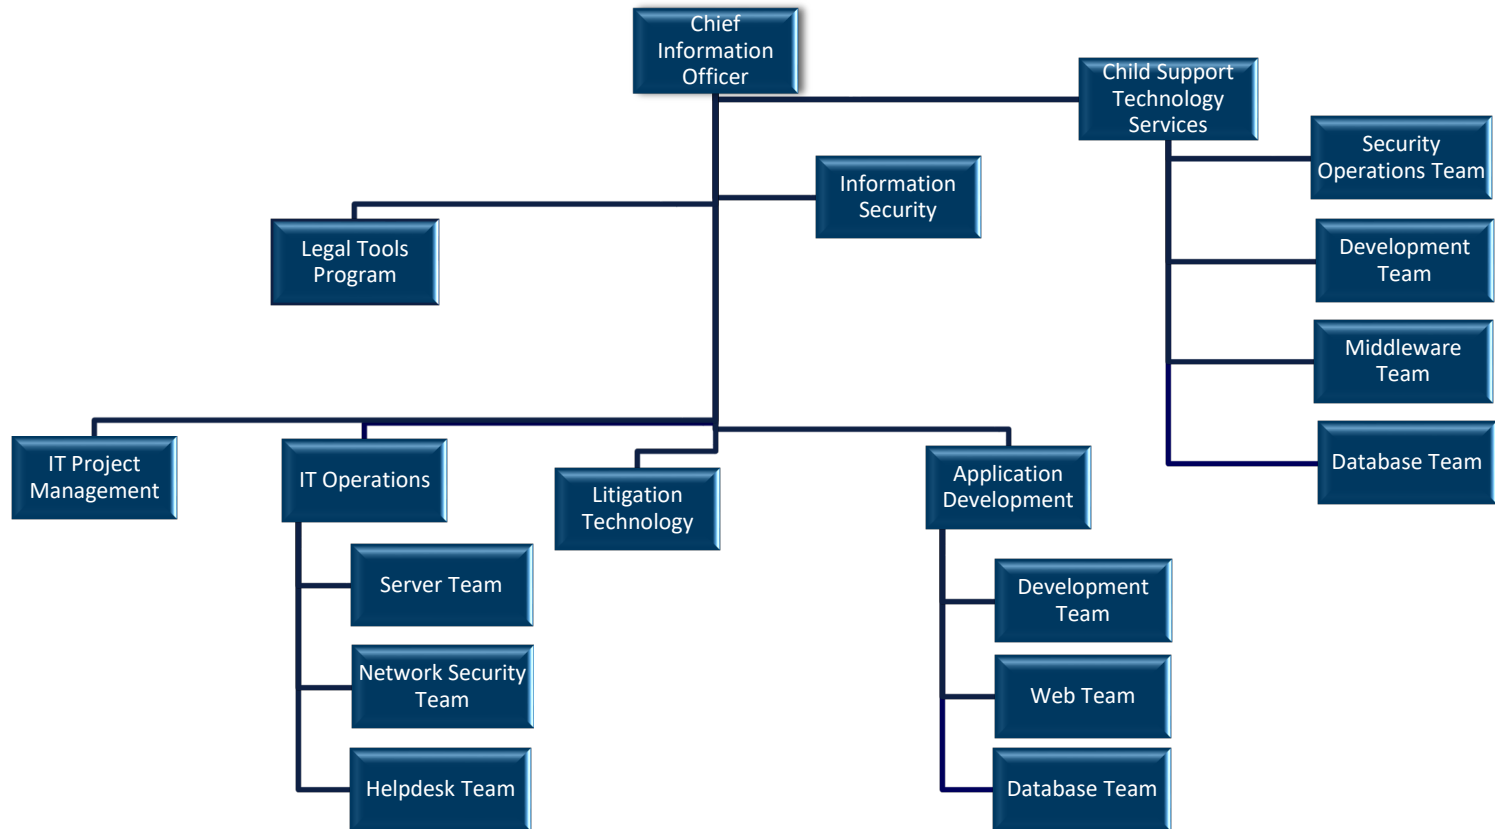 Chief
Information
Officer
Child Support
Technology
Services
Security
Operations Team
Information
Security
Legal Tools
Program
Development
Team
Middleware
Team
Database Team
IT Project
Management
IT Operations
Litigation
Technology
Application
Development
Server Team
Network Security
Team
Helpdesk Team
Development
Team
Web Team
Database Team